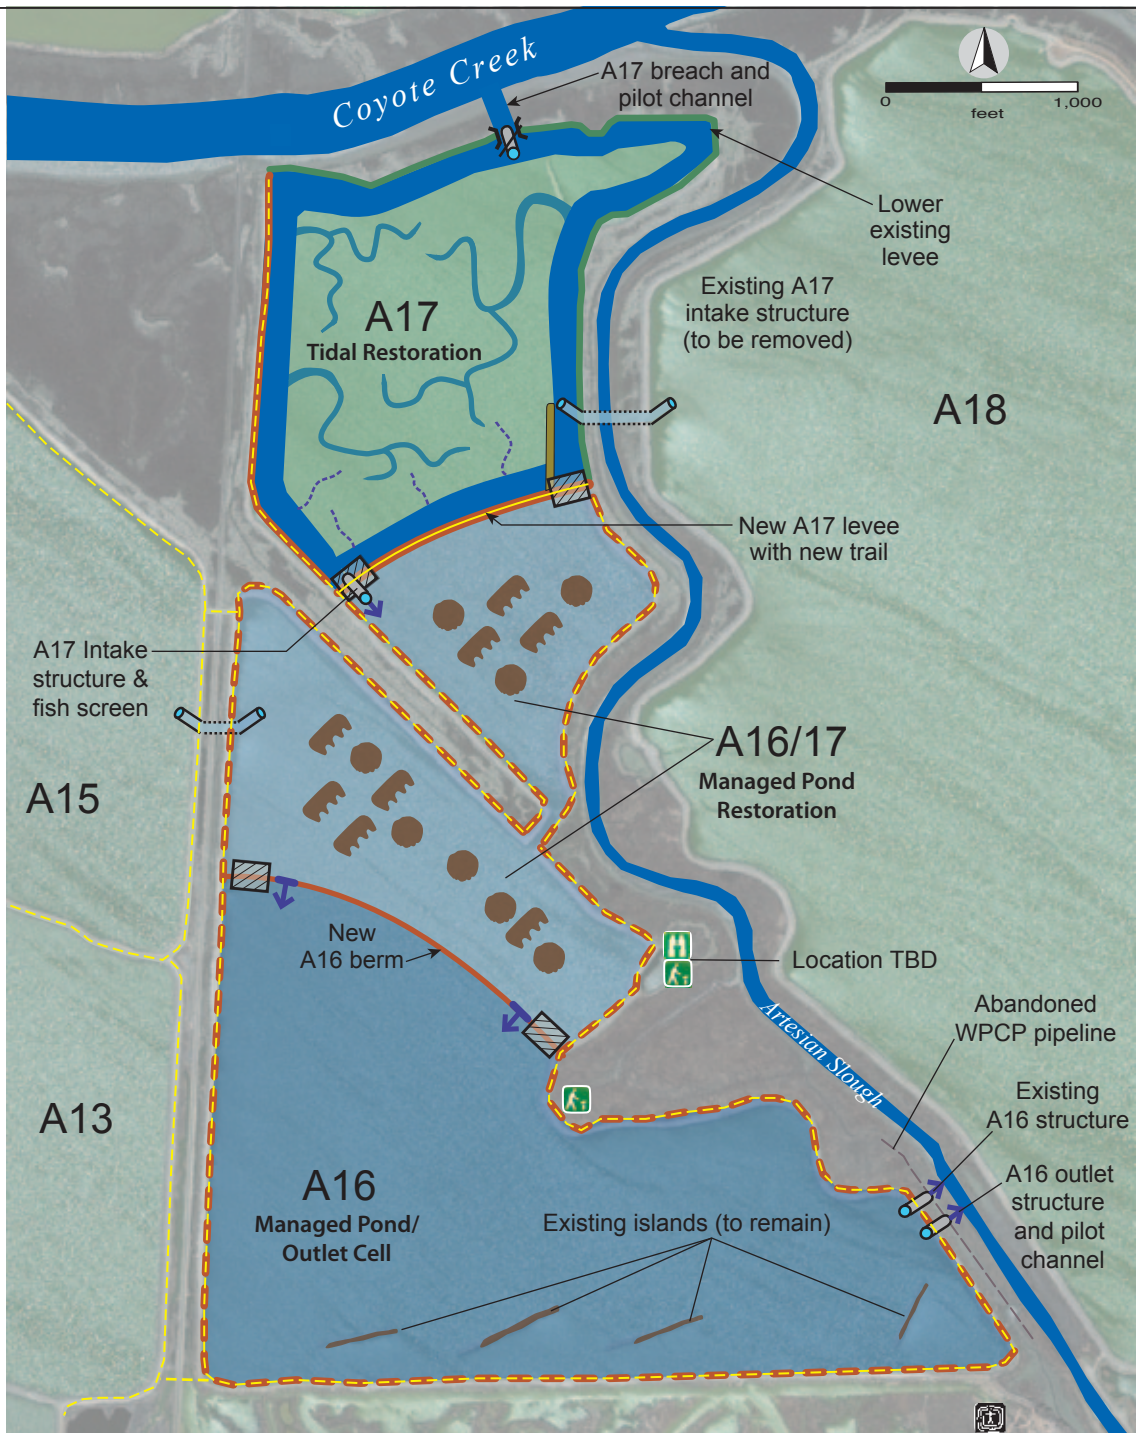 Coyote Creek
A17 breach and
pilot channel
0
1,000
feet
Lower
existing
levee
Existing A17
intake structure
(to be removed)
A17
Tidal Restoration
A18
New A17 levee
with new trail
A17 Intake
structure &
fish screen
A16/17
Managed Pond
Restoration
A15
New
A16 berm
Location TBD
Artesian Slough
Abandoned
WPCP pipeline
Existing
A16 structure
A13
A16
Managed Pond/
Outlet Cell
Existing islands (to remain)
A16 outlet
structure
and pilot
channel